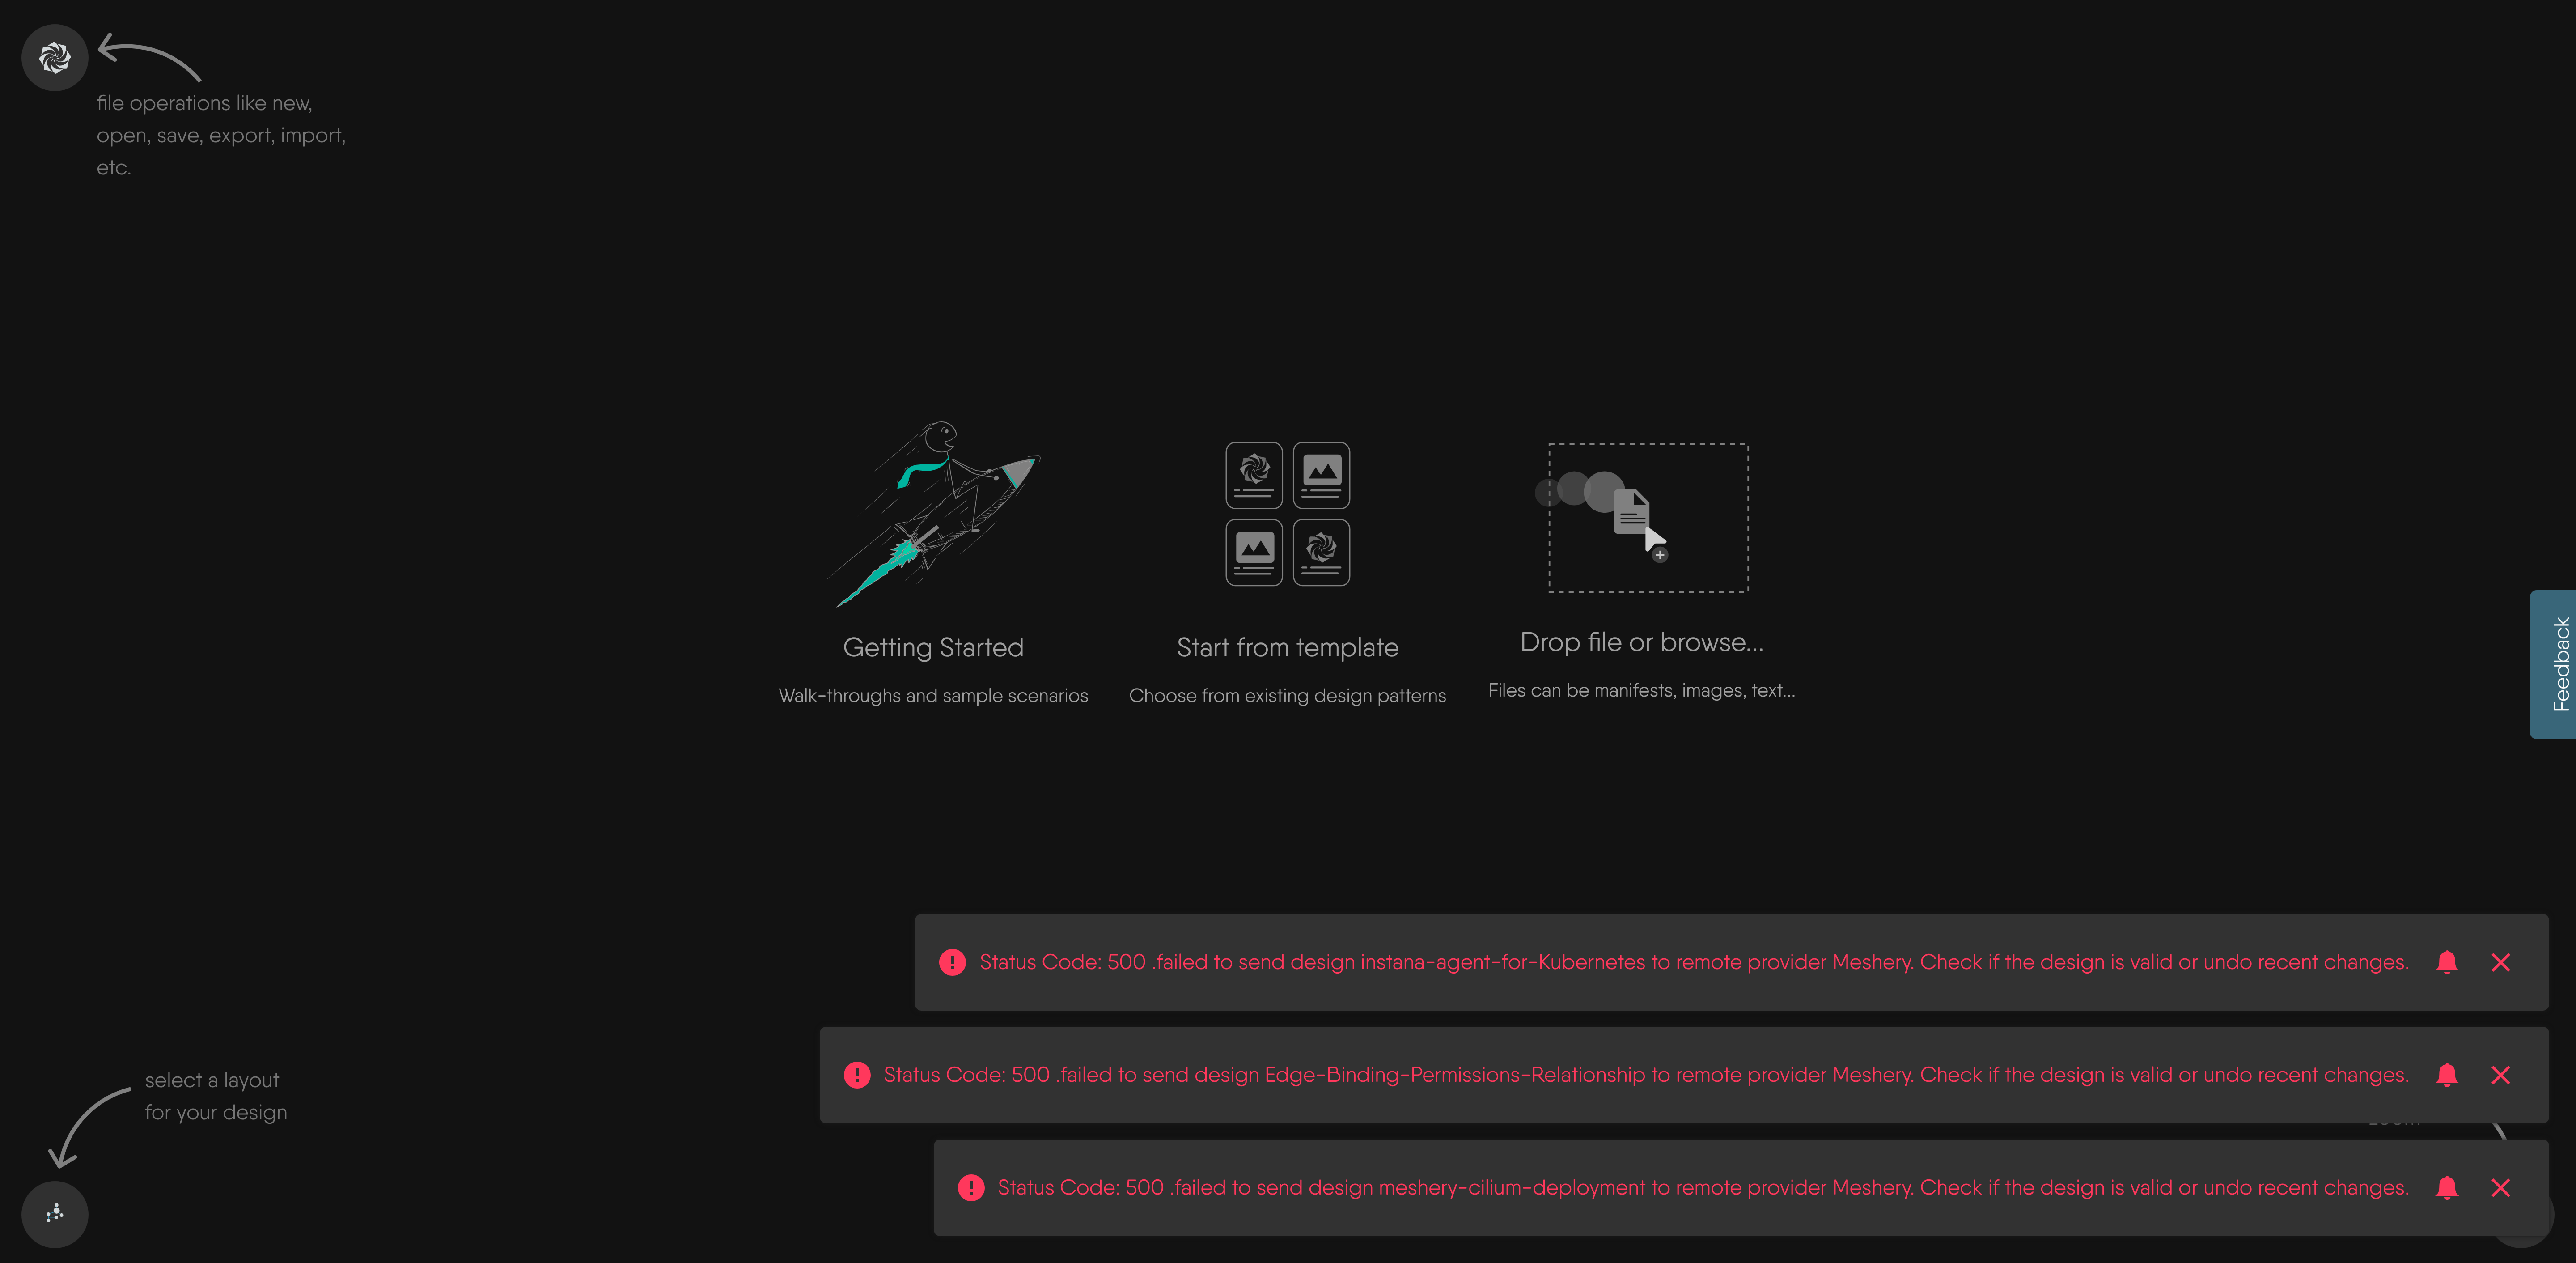 file operations like new,
open, save, export, import,
etc.
Getting Started
Walk-throughs and sample scenarios
Start from template
Choose from existing design patterns
Drop file or browse...
Files can be manifests, images, text...
Feedback
Status Code: 500 .failed to send design instana-agent-for-Kubernetes to remote provider Meshery. Check if the design is valid or undo recent changes.
Status Code: 500 .failed to send design Edge-Binding-Permissions-Relationship to remote provider Meshery. Check if the design is valid or undo recent changes.
Status Code: 500 .failed to send design meshery-cilium-deployment to remote provider Meshery. Check if the design is valid or undo recent changes.
select a layout
for your design